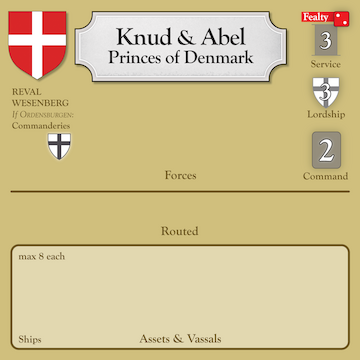 Knud & Abel
Princes of Denmark
Fealty
3
Service
REVAL
WESENBERG
If Ordensburgen:
Commanderies
3
Lordship
2
Command
Forces
Routed
max 8 each
Ships
Assets & Vassals